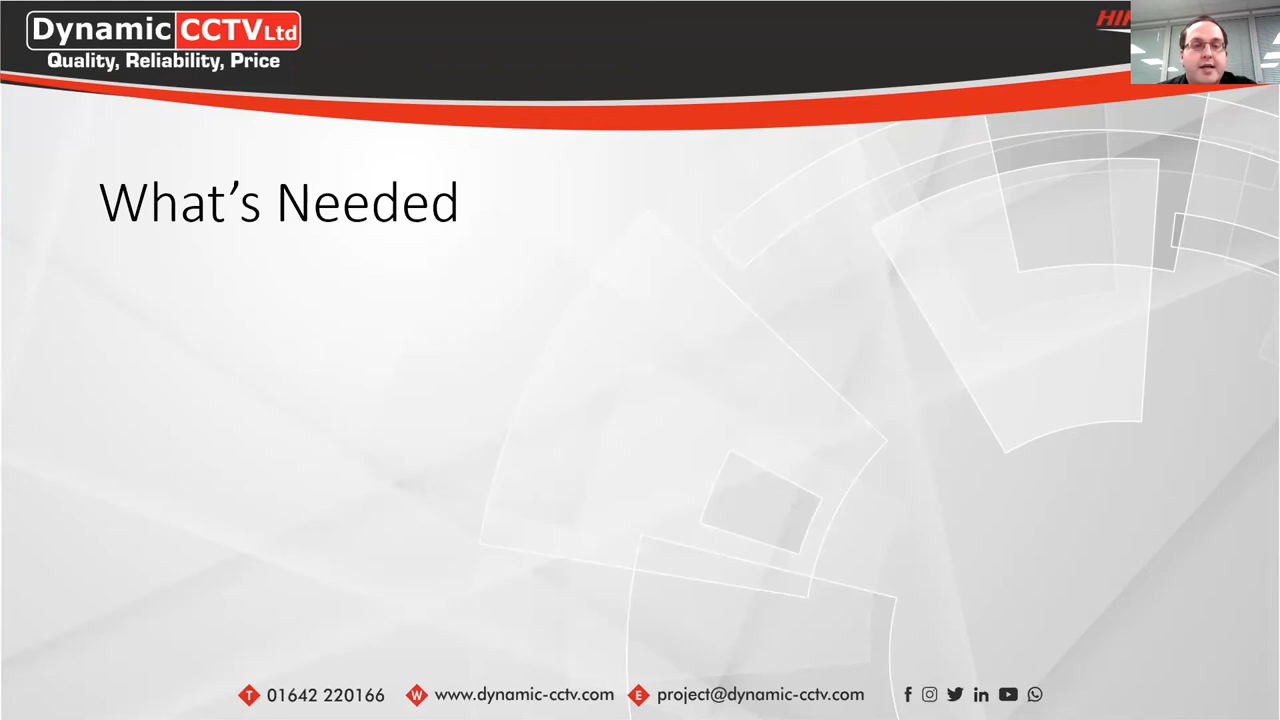 Dynamic CCTV Ltd
Quality, Reliability, Price
What's Needed
T 01642 220166 W www.dynamic-cctv.com E project@dynamic-cctv.com